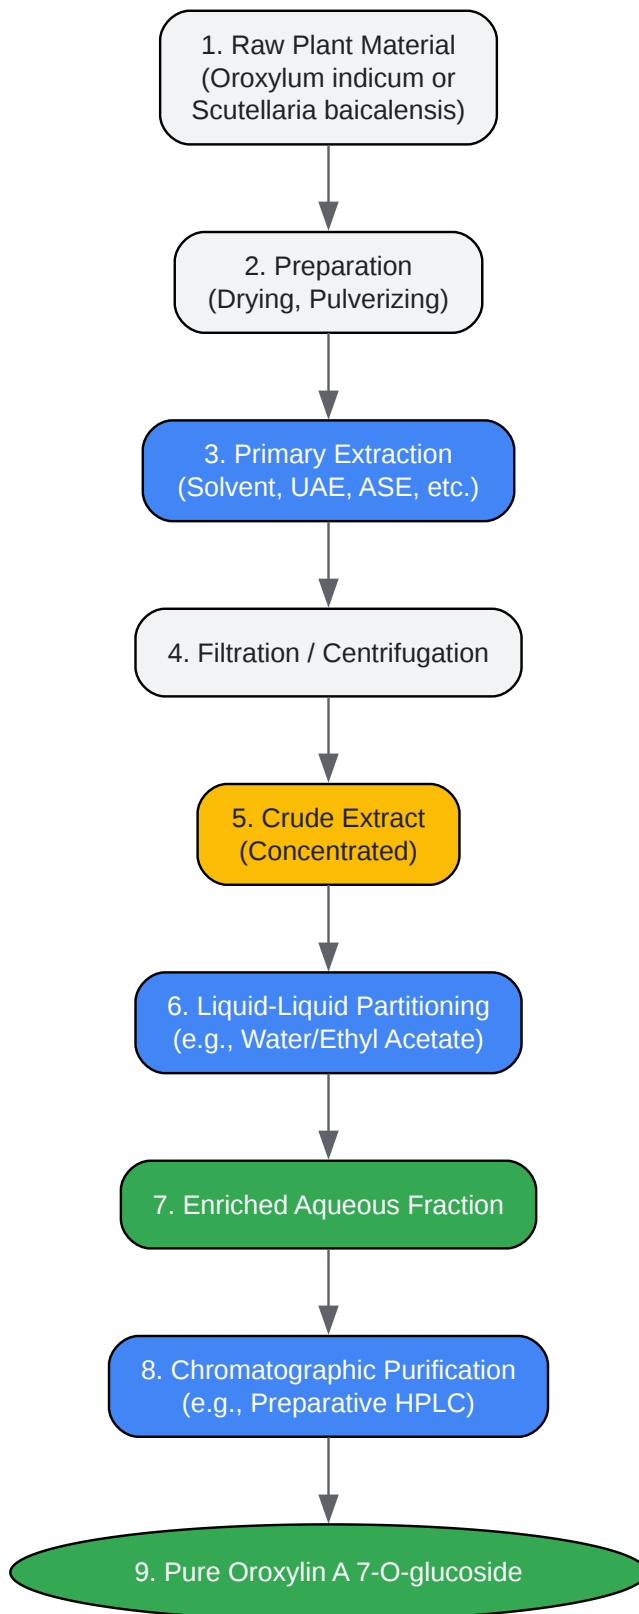 1. Raw Plant Material
(Oroxylum indicum or
Scutellaria baicalensis)
2. Preparation
(Drying, Pulverizing)
3. Primary Extraction
(Solvent, UAE, ASE, etc.)
4. Filtration / Centrifugation
5. Crude Extract
(Concentrated)
6. Liquid-Liquid Partitioning
(e.g., Water/Ethyl Acetate)
7. Enriched Aqueous Fraction
8. Chromatographic Purification
(e.g., Preparative HPLC)
9. Pure Oroxylin A 7-O-glucoside